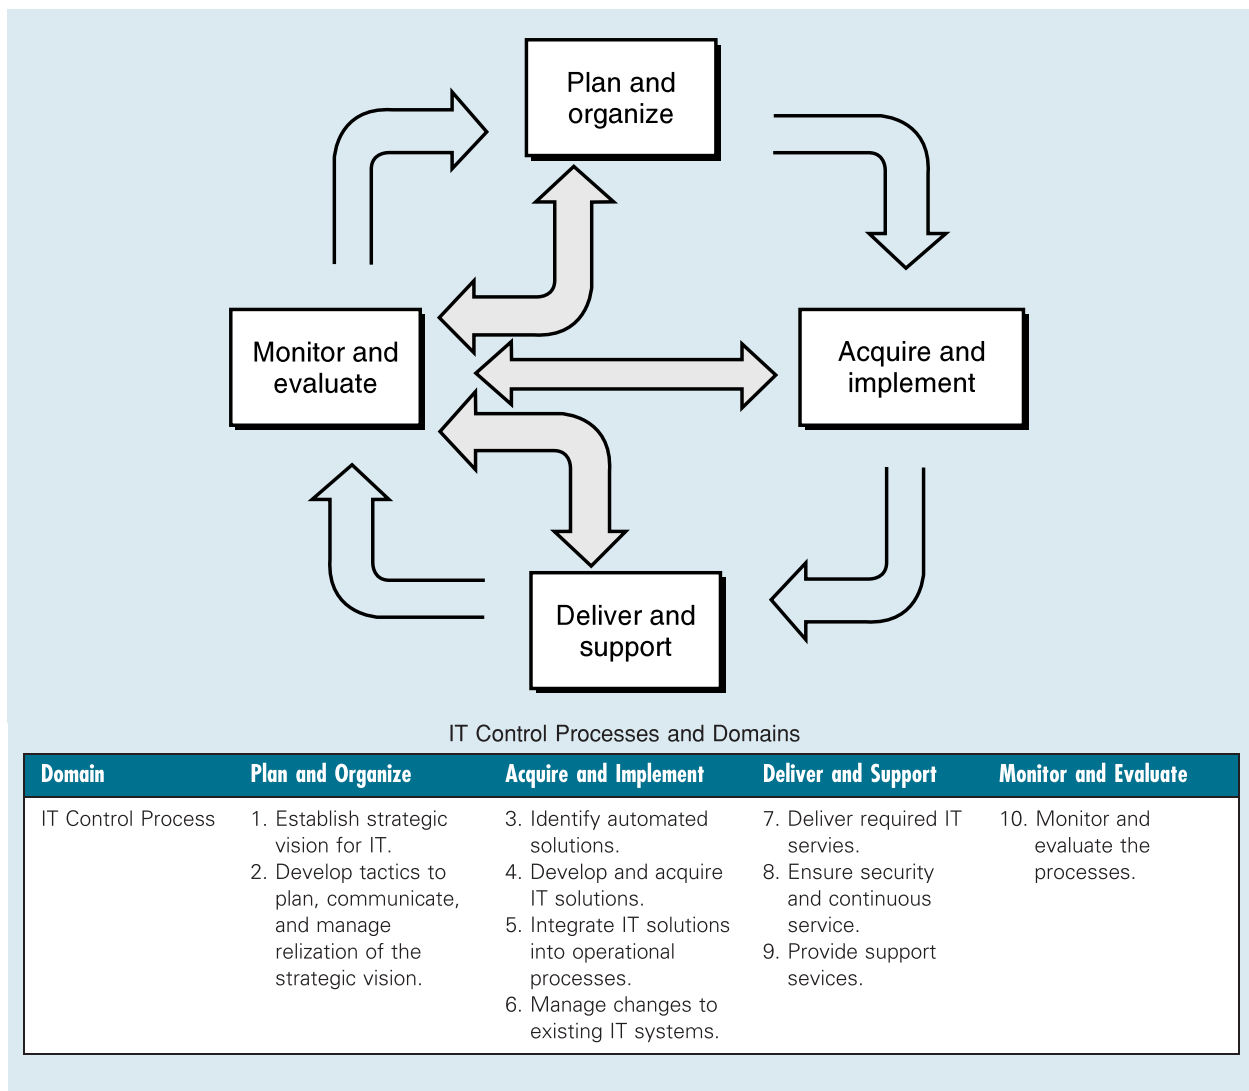 Plan and
organize
Monitor and
evaluate
Acquire and
implement
Deliver and
support
IT Control Processes and Domains
Domain
Plan and Organize
Acquire and Implement
Deliver and Support
Monitor and Evaluate
IT Control Process
1. Establish strategic
vision for IT.
2. Develop tactics to
plan, communicate,
and manage
relization of the
strategic vision.
3. Identify automated
solutions.
4. Develop and acquire
IT solutions.
5. Integrate IT solutions
into operational
processes.
6. Manage changes to
existing IT systems.
7. Deliver required IT
servies.
8. Ensure security
and continuous
service.
9. Provide support
sevices.
10. Monitor and
evaluate the
processes.